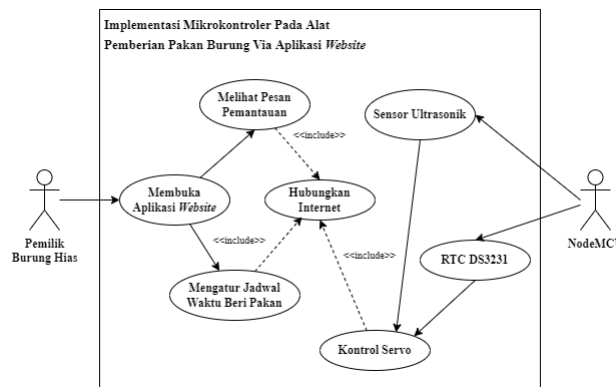 Implementasi Mikrokontroler Pada Alat
Pemberian Pakan Burung Via Aplikasi Website
Melihat Pesan
Pemantauan
Sensor Ultrasonik
<<include>>
Membuka
Aplikasi Website
Hubungkan
Internet
Pemilik
Burung Hias
NodeMCU
<<include>>
<<include>>
RTC DS3231
Mengatur Jadwal
Waktu Beri Pakan
Kontrol Servo